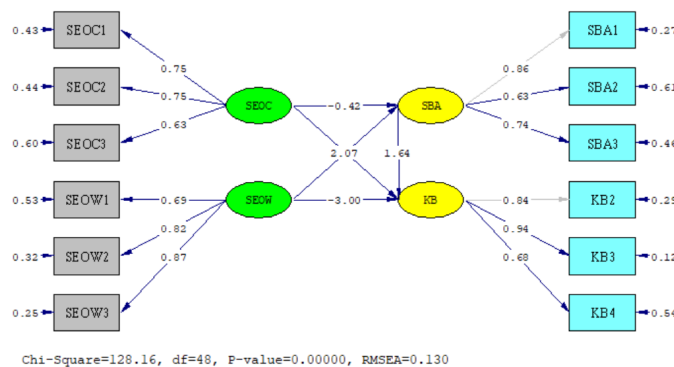 0.43 SEOC1 SBA1 0.27
0.75 0.86
0.44 SEOC2 0.75 SEOC -0.42 SBA 0.63 SBA2 0.61
0.63 0.74
0.60 SEOC3 SBA3 0.46
2.07 1.64
0.53 SEOW1 0.69 SEOW -3.00 KB 0.84 KB2 0.29
0.82 0.94
0.32 SEOW2 0.87 0.68 KB3 0.12
0.25 SEOW3 KB4 0.54
Chi-Square=128.16, df=48, P-value=0.00000, RMSEA=0.130